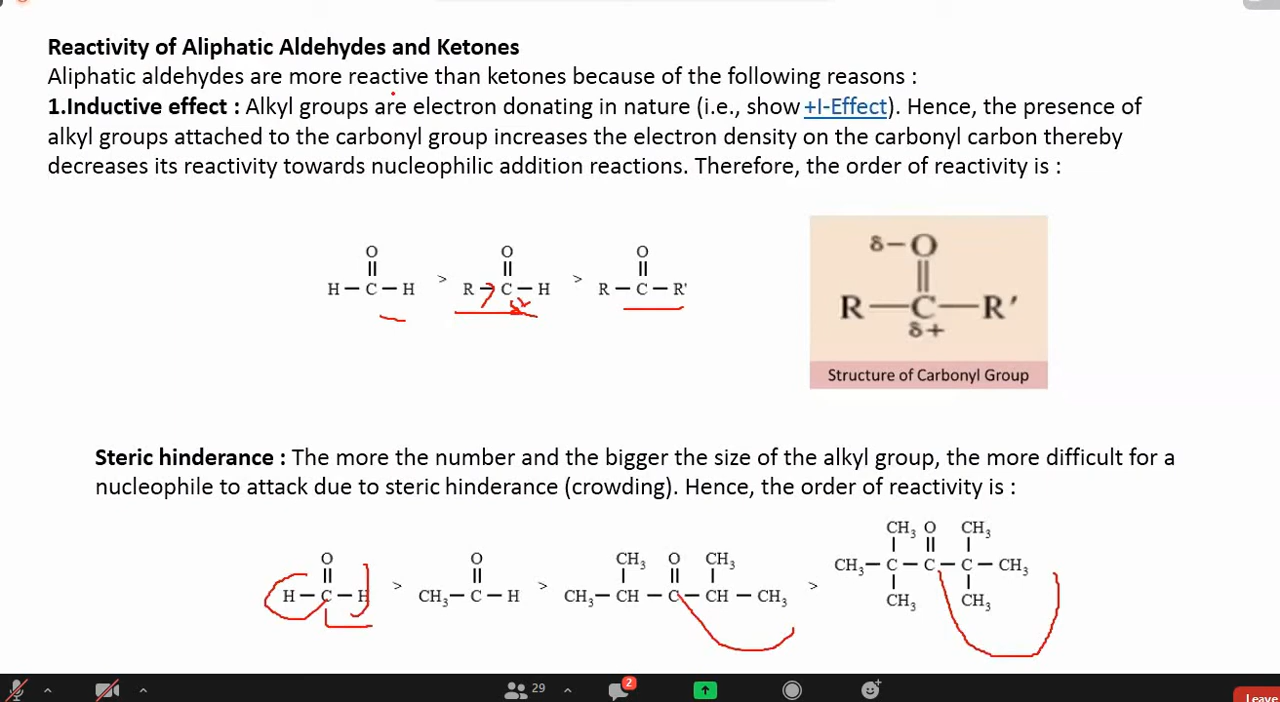 Reactivity of Aliphatic Aldehydes and Ketones
Aliphatic aldehydes are more reactive than ketones because of the following reasons :
1.Inductive effect : Alkyl groups are electron donating in nature (i.e., show +I-Effect). Hence, the presence of
alkyl groups attached to the carbonyl group increases the electron density on the carbonyl carbon thereby
decreases its reactivity towards nucleophilic addition reactions. Therefore, the order of reactivity is :
O O O
|| || ||
H — C — H > R — C — H > R — C — R'
δ− O
||
R — C — R'
δ+
Structure of Carbonyl Group
Steric hinderance : The more the number and the bigger the size of the alkyl group, the more difficult for a
nucleophile to attack due to steric hinderance (crowding). Hence, the order of reactivity is :
CH₃ O CH₃
| || |
O O CH₃ O CH₃ CH₃ — C — C — C — CH₃
|| || | || | | |
H — C — H > CH₃ — C — H > CH₃ — CH — C — CH — CH₃ > CH₃ CH₃
29
2
Leave